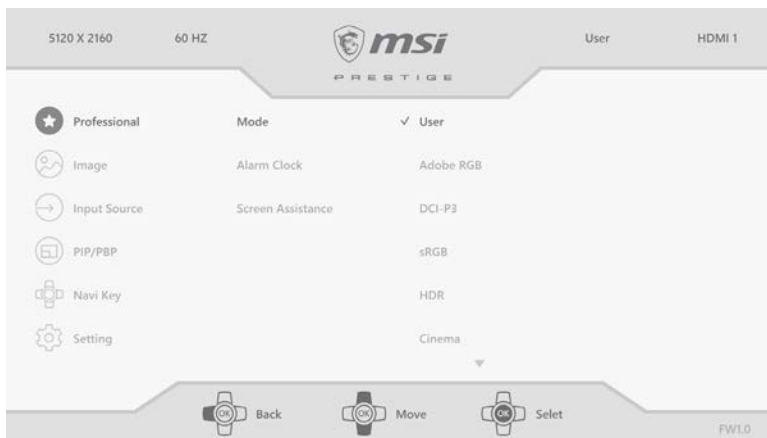 5120 X 2160 60 HZ msi User HDMI 1
PRESTIGE
Professional Mode ✓ User
Image Alarm Clock Adobe RGB
Input Source Screen Assistance DCI-P3
PIP/PBP sRGB
Navi Key HDR
Setting Cinema
OK Back OK Move OK Selet
FW1.0